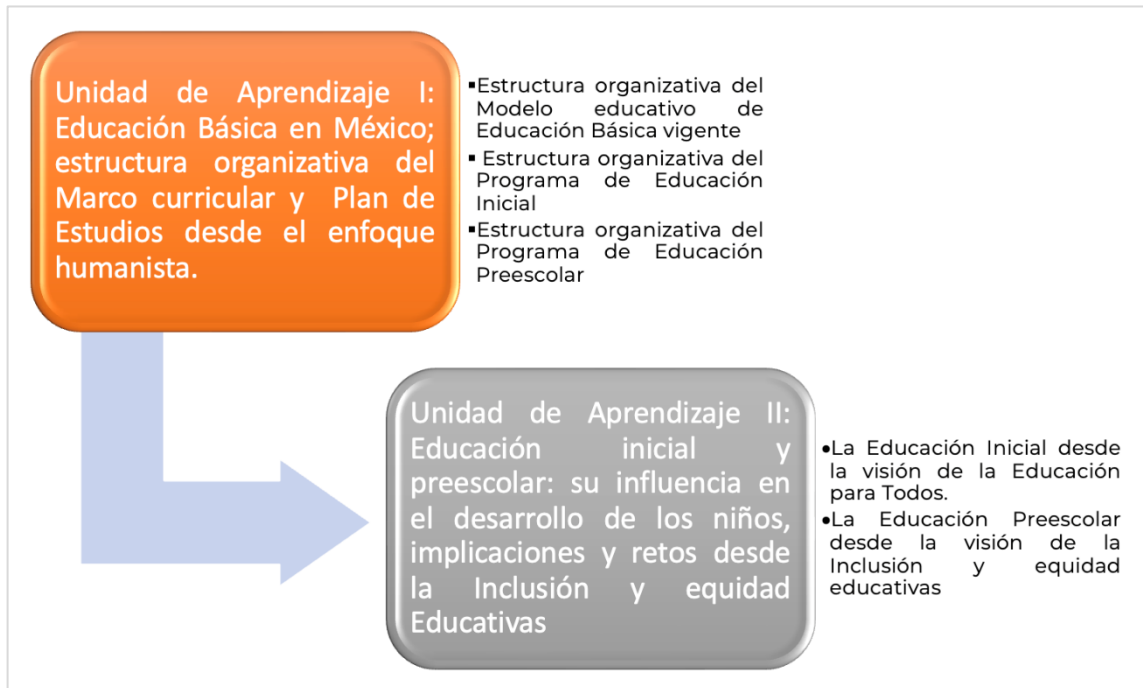 Unidad de Aprendizaje I:
Educación Básica en México;
estructura organizativa del
Marco curricular y Plan de
Estudios desde el enfoque
humanista.
▪Estructura organizativa del
Modelo educativo de
Educación Básica vigente
▪ Estructura organizativa del
Programa de Educación
Inicial
▪Estructura organizativa del
Programa de Educación
Preescolar
Unidad de Aprendizaje II:
Educación inicial y
preescolar: su influencia en
el desarrollo de los niños,
implicaciones y retos desde
la Inclusión y equidad
Educativas
•La Educación Inicial desde
la visión de la Educación
para Todos.
•La Educación Preescolar
desde la visión de la
Inclusión y equidad
educativas